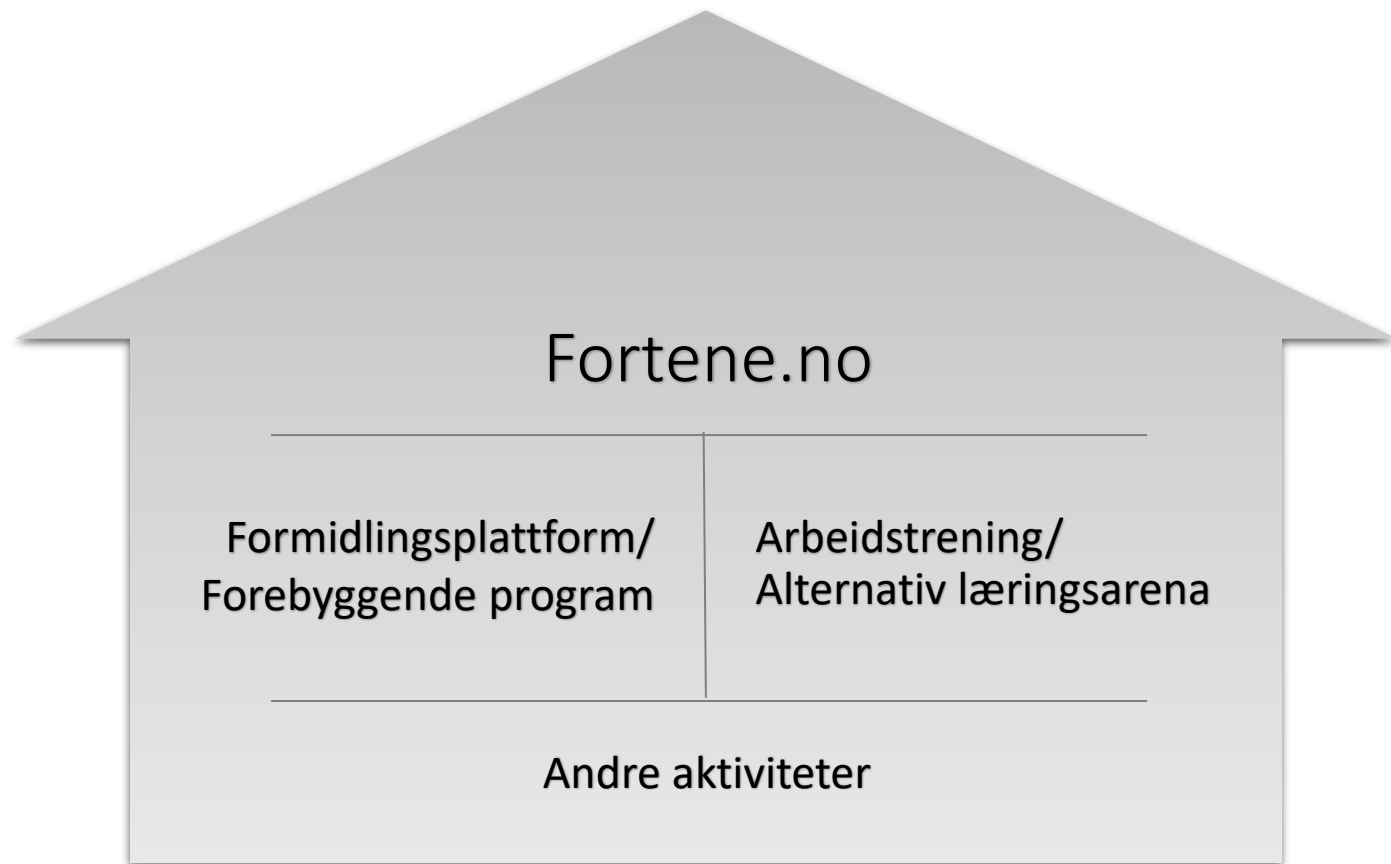 Fortene.no
Formidlingsplattform/
Forebyggende program
Arbeidstrening/
Alternativ læringsarena
Andre aktiviteter